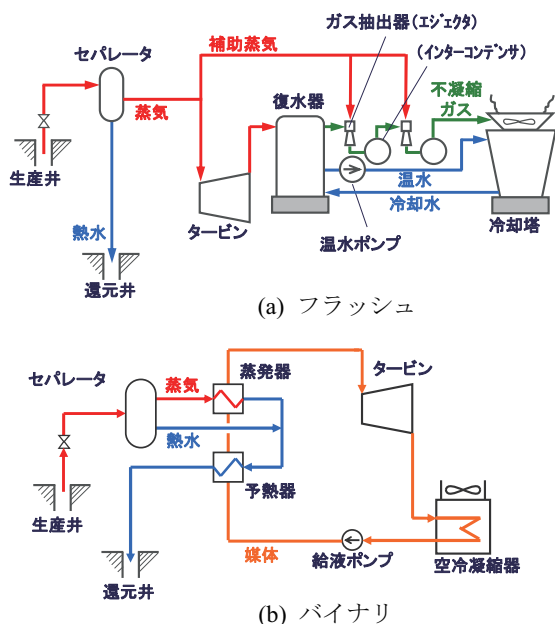 ガス抽出器(エジェクタ)
セパレータ
補助蒸気
(インターコンデンサ)
蒸気
復水器
不凝縮
ガス
生産井
温水
冷却水
熱水
タービン
温水ポンプ
冷却塔
還元井
(a) フラッシュ
セパレータ
蒸発器
タービン
蒸気
熱水
生産井
予熱器
媒体
給液ポンプ
空冷凝縮器
還元井
(b) バイナリ